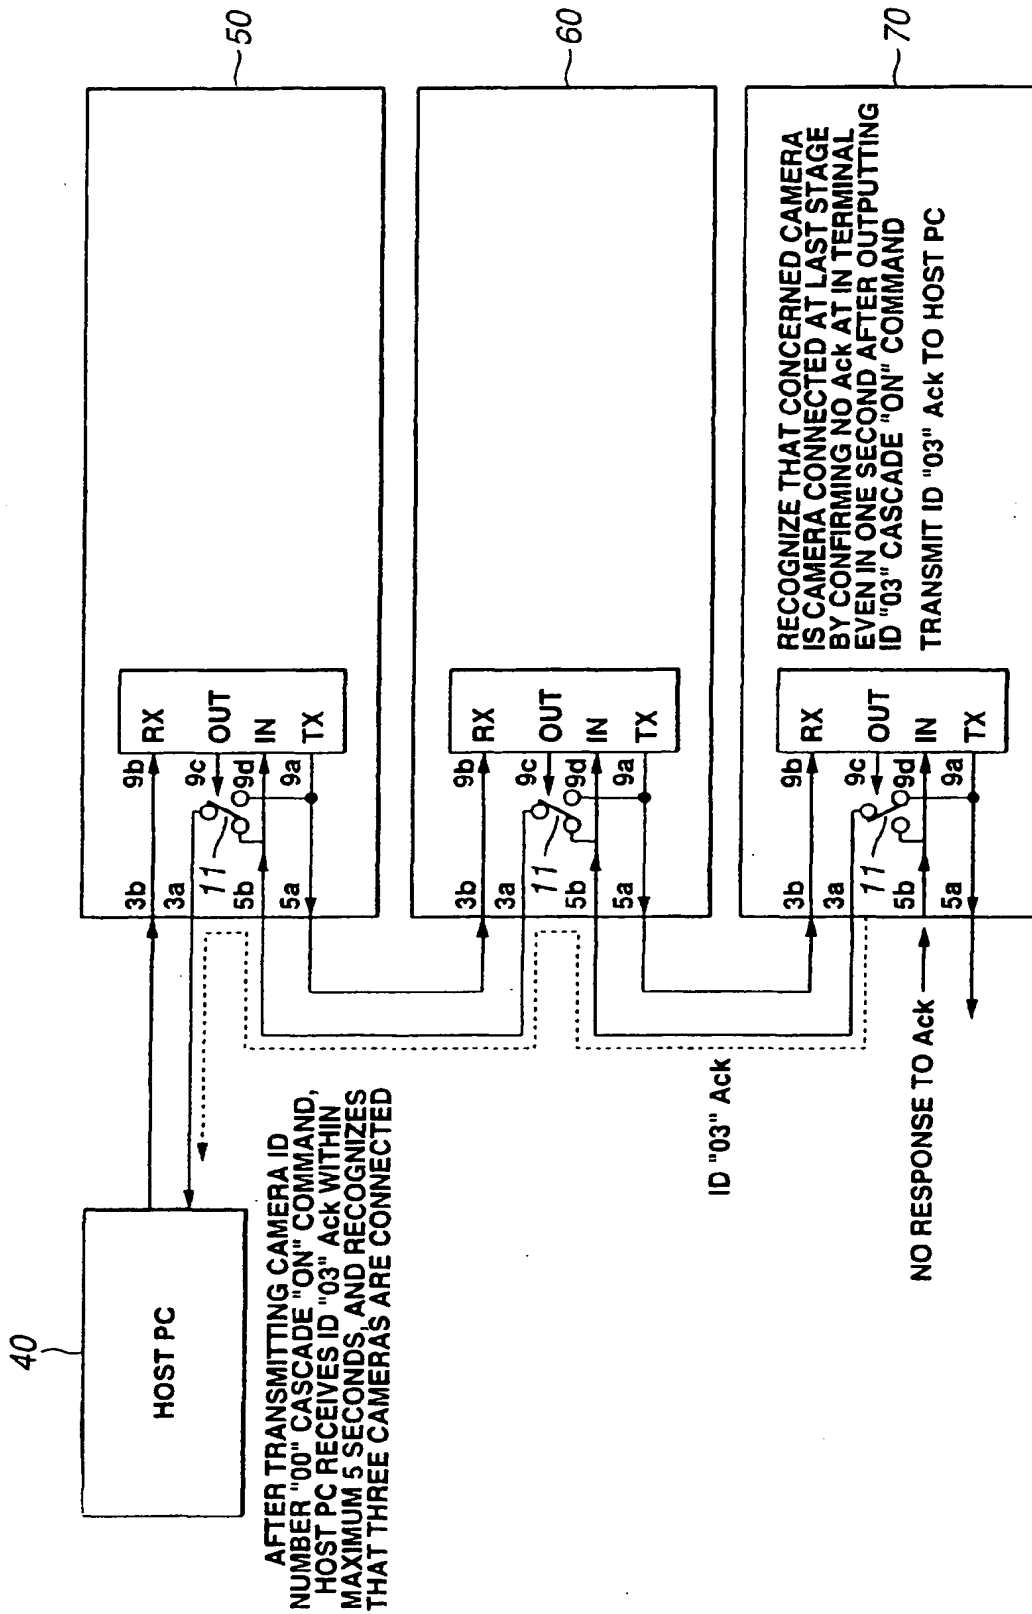 40
HOST PC
AFTER TRANSMITTING CAMERA ID
NUMBER "00" CASCADE "ON" COMMAND,
HOST PC RECEIVES ID "03" Ack WITHIN
MAXIMUM 5 SECONDS, AND RECOGNIZES
THAT THREE CAMERAS ARE CONNECTED
50
3b
3a
11
5b
5a
9b
9c
9d
9a
RX
OUT
IN
TX
60
3b
3a
11
5b
5a
9b
9c
9d
9a
RX
OUT
IN
TX
ID "03" Ack
70
3b
3a
11
5b
5a
9b
9c
9d
9a
RX
OUT
IN
TX
RECOGNIZE THAT CONCERNED CAMERA
IS CAMERA CONNECTED AT LAST STAGE
BY CONFIRMING NO Ack AT IN TERMINAL
EVEN IN ONE SECOND AFTER OUTPUTTING
ID "03" CASCADE "ON" COMMAND
TRANSMIT ID "03" Ack TO HOST PC
NO RESPONSE TO Ack